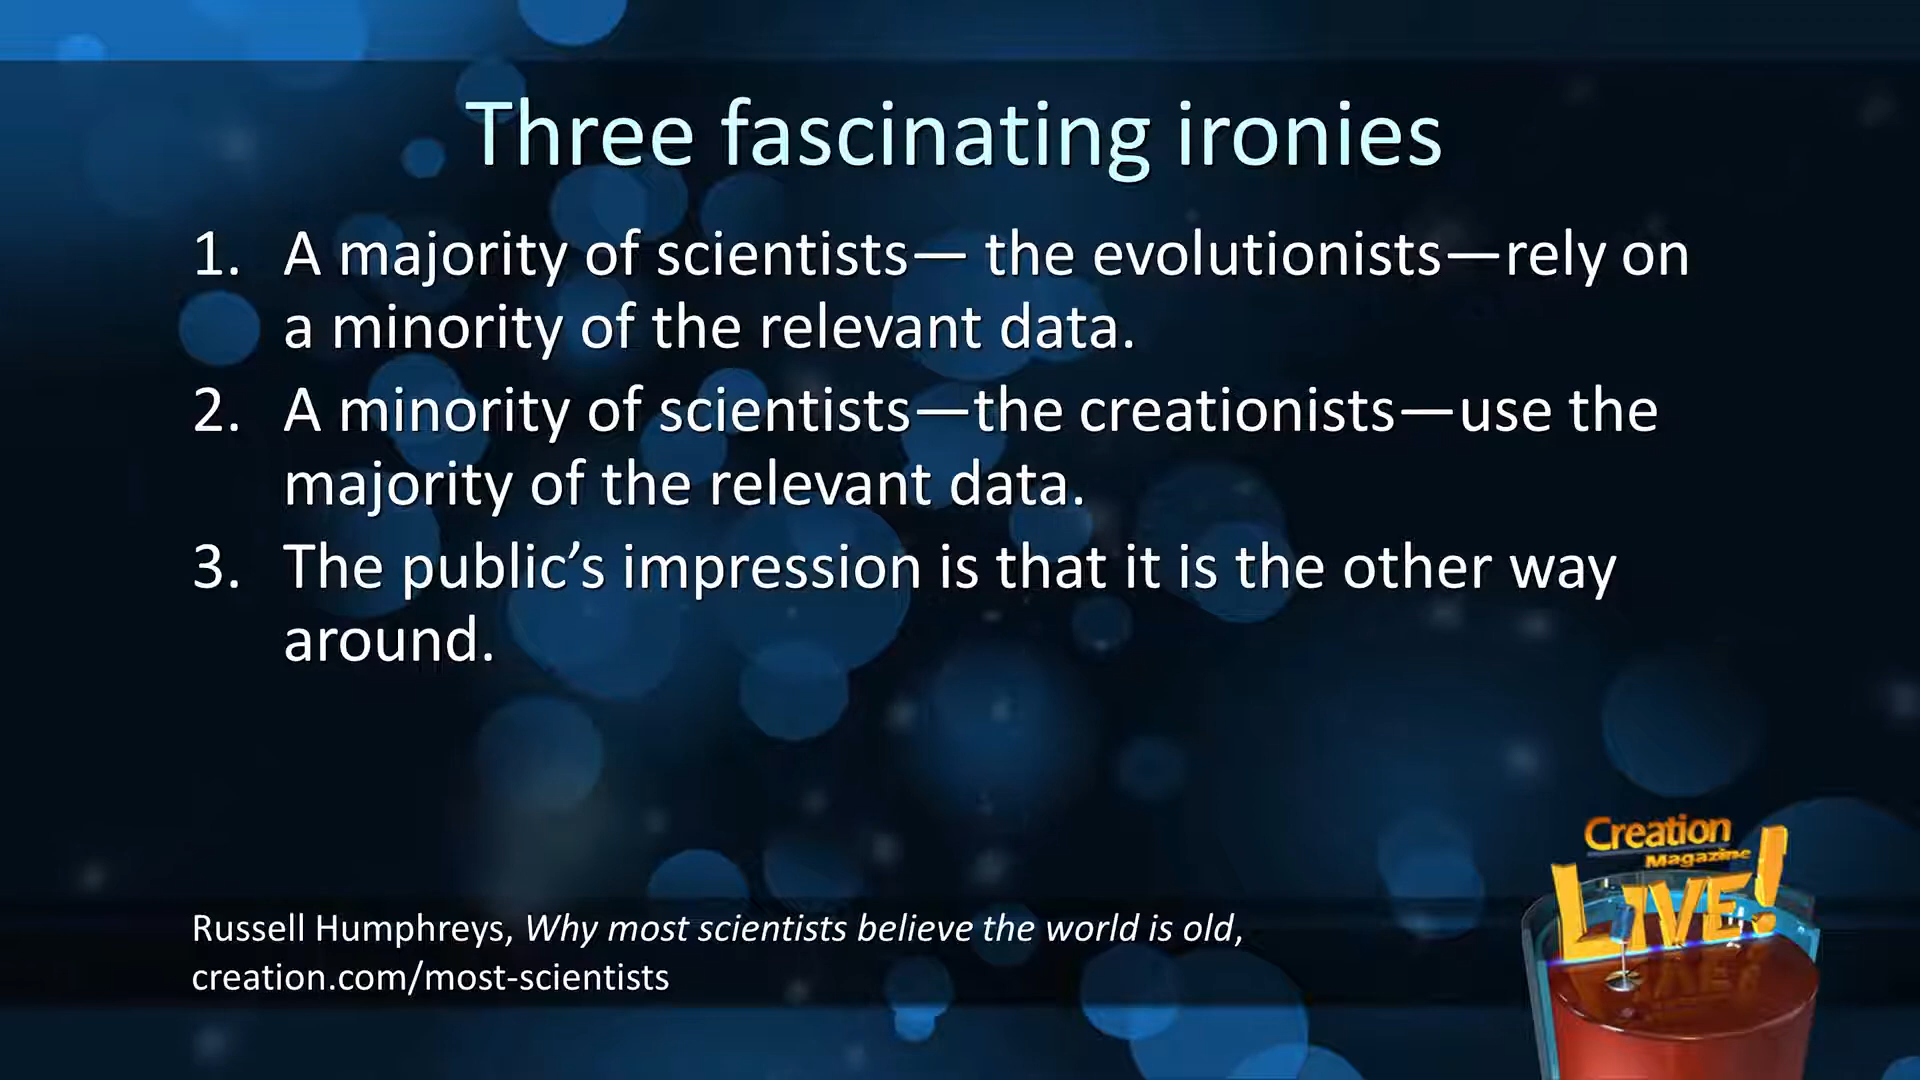 Three fascinating ironies
1. A majority of scientists— the evolutionists—rely on
a minority of the relevant data.
2. A minority of scientists—the creationists—use the
majority of the relevant data.
3. The public’s impression is that it is the other way
around.
Russell Humphreys, Why most scientists believe the world is old,
creation.com/most-scientists
Creation
Magazine
LIVE!